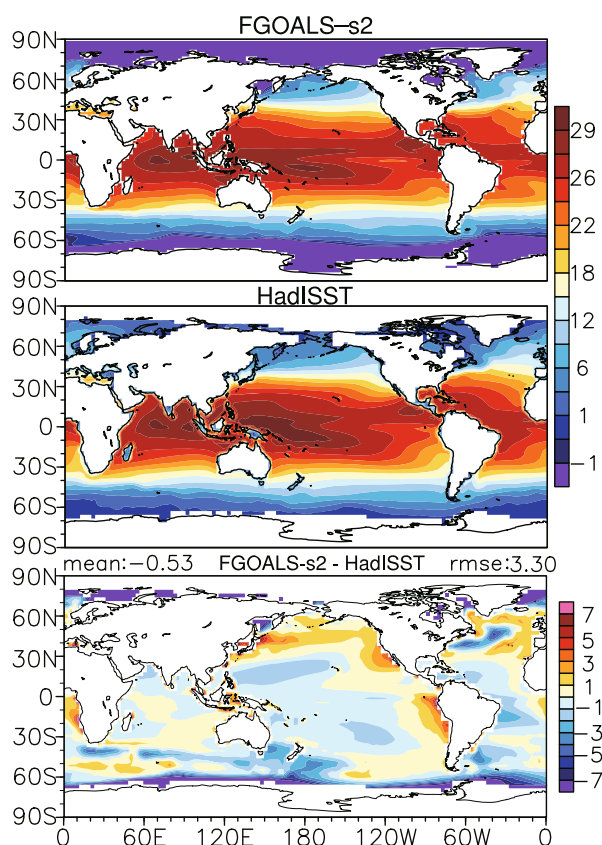 FGOALS–s2
90N
60N
30N
0
30S
60S
90S
HadISST
90N
60N
30N
0
30S
60S
90S
29
26
22
18
12
6
1
−1
mean:−0.53 FGOALS-s2 - HadISST rmse:3.30
90N
60N
30N
0
30S
60S
90S
0 60E 120E 180 120W 60W 0
7
5
3
1
−1
−3
−5
−7